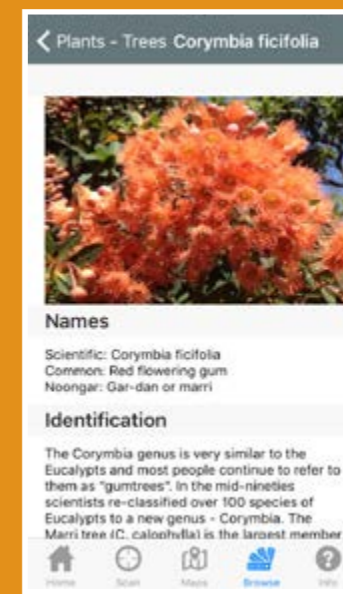 Plants - Trees Corymbia ficifolia
Names
Scientific: Corymbia ficifolia
Common: Red flowering gum
Noongar: Gar-dan or marri
Identification
The Corymbia genus is very similar to the
Eucalypts and most people continue to refer to
them as "gumtrees". In the mid-nineties
scientists re-classified over 100 species of
Eucalypts to a new genus - Corymbia. The
Marri tree (C. calophylla) is the largest member
Home Scan Maps Browse Info